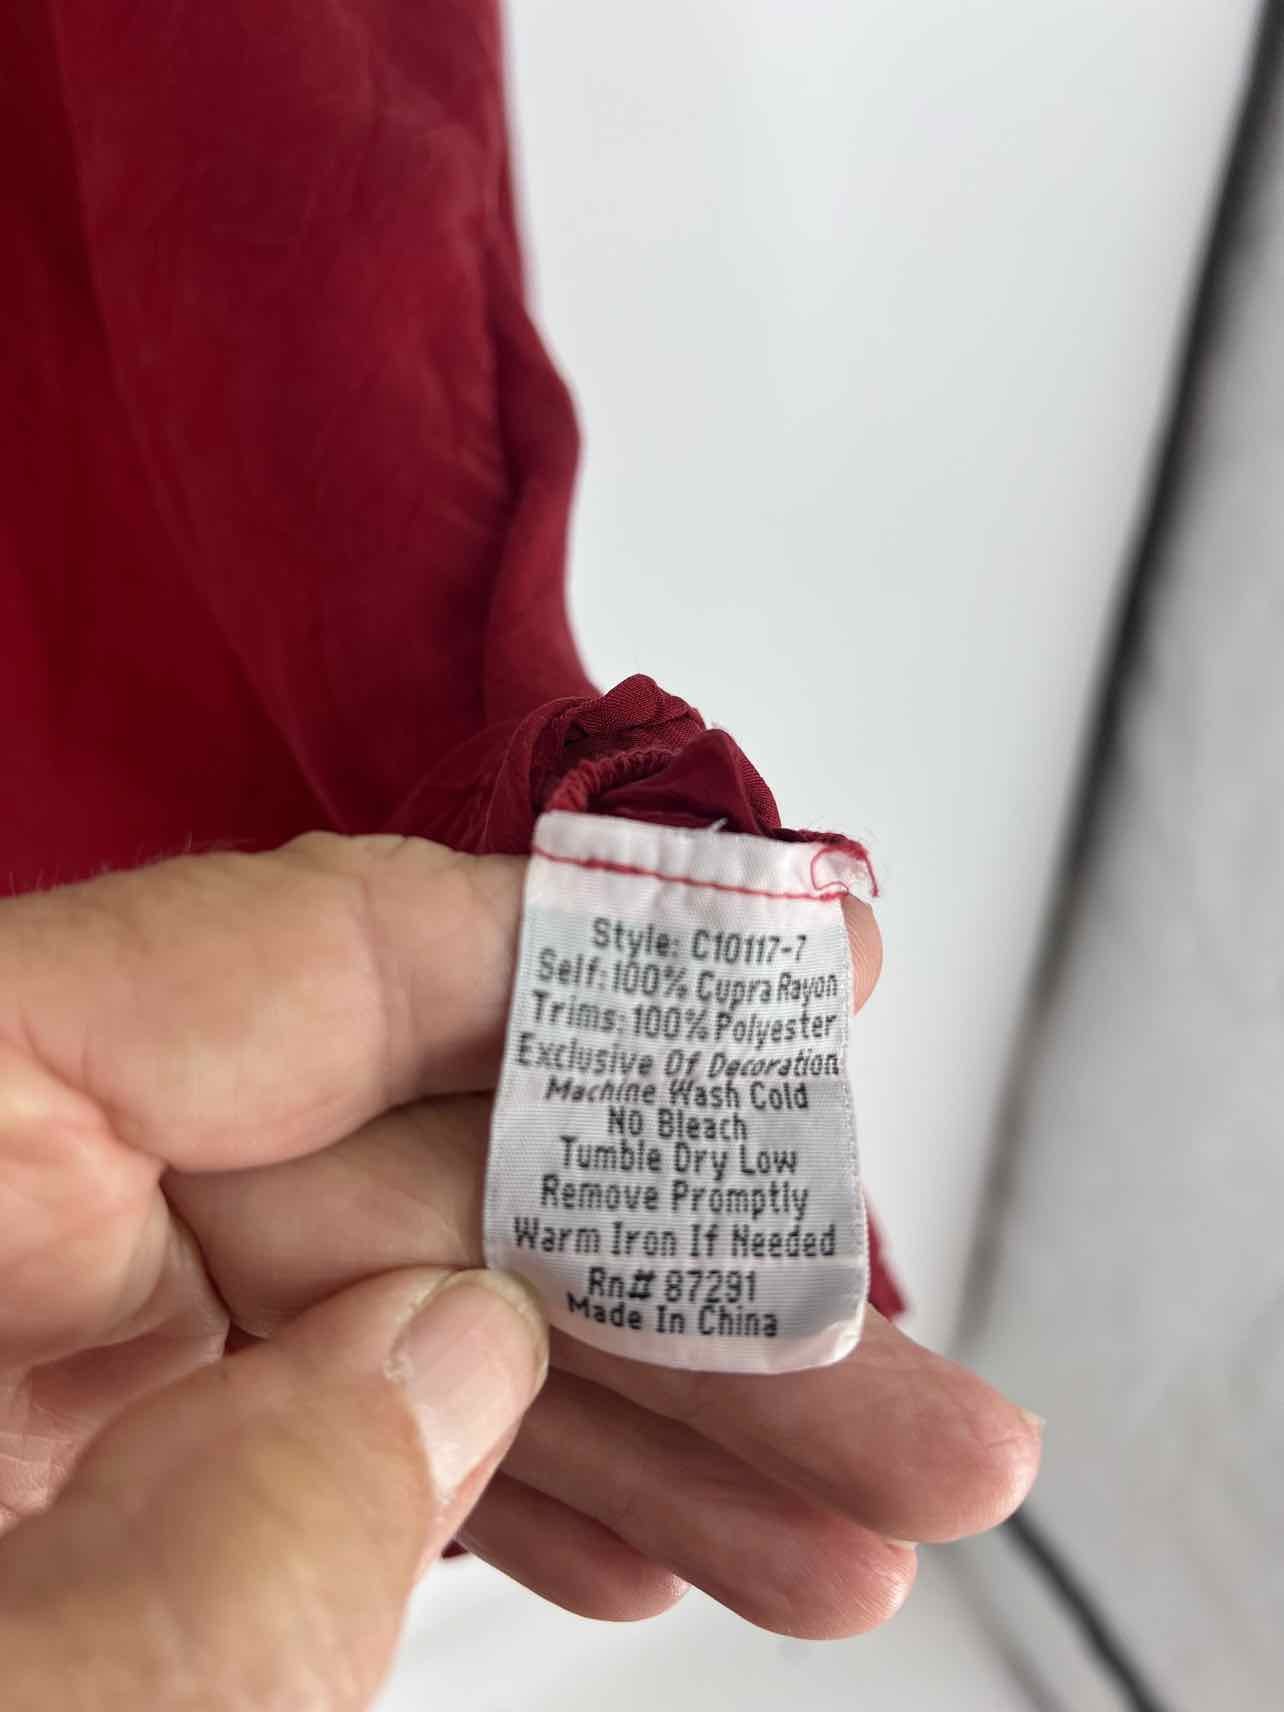 Style: C10117-7
Self:100% Cupra Rayon
Trims: 100% Polyester
Exclusive Of Decoration
Machine Wash Cold
No Bleach
Tumble Dry Low
Remove Promptly
Warm Iron If Needed
Rn# 87291
Made In China